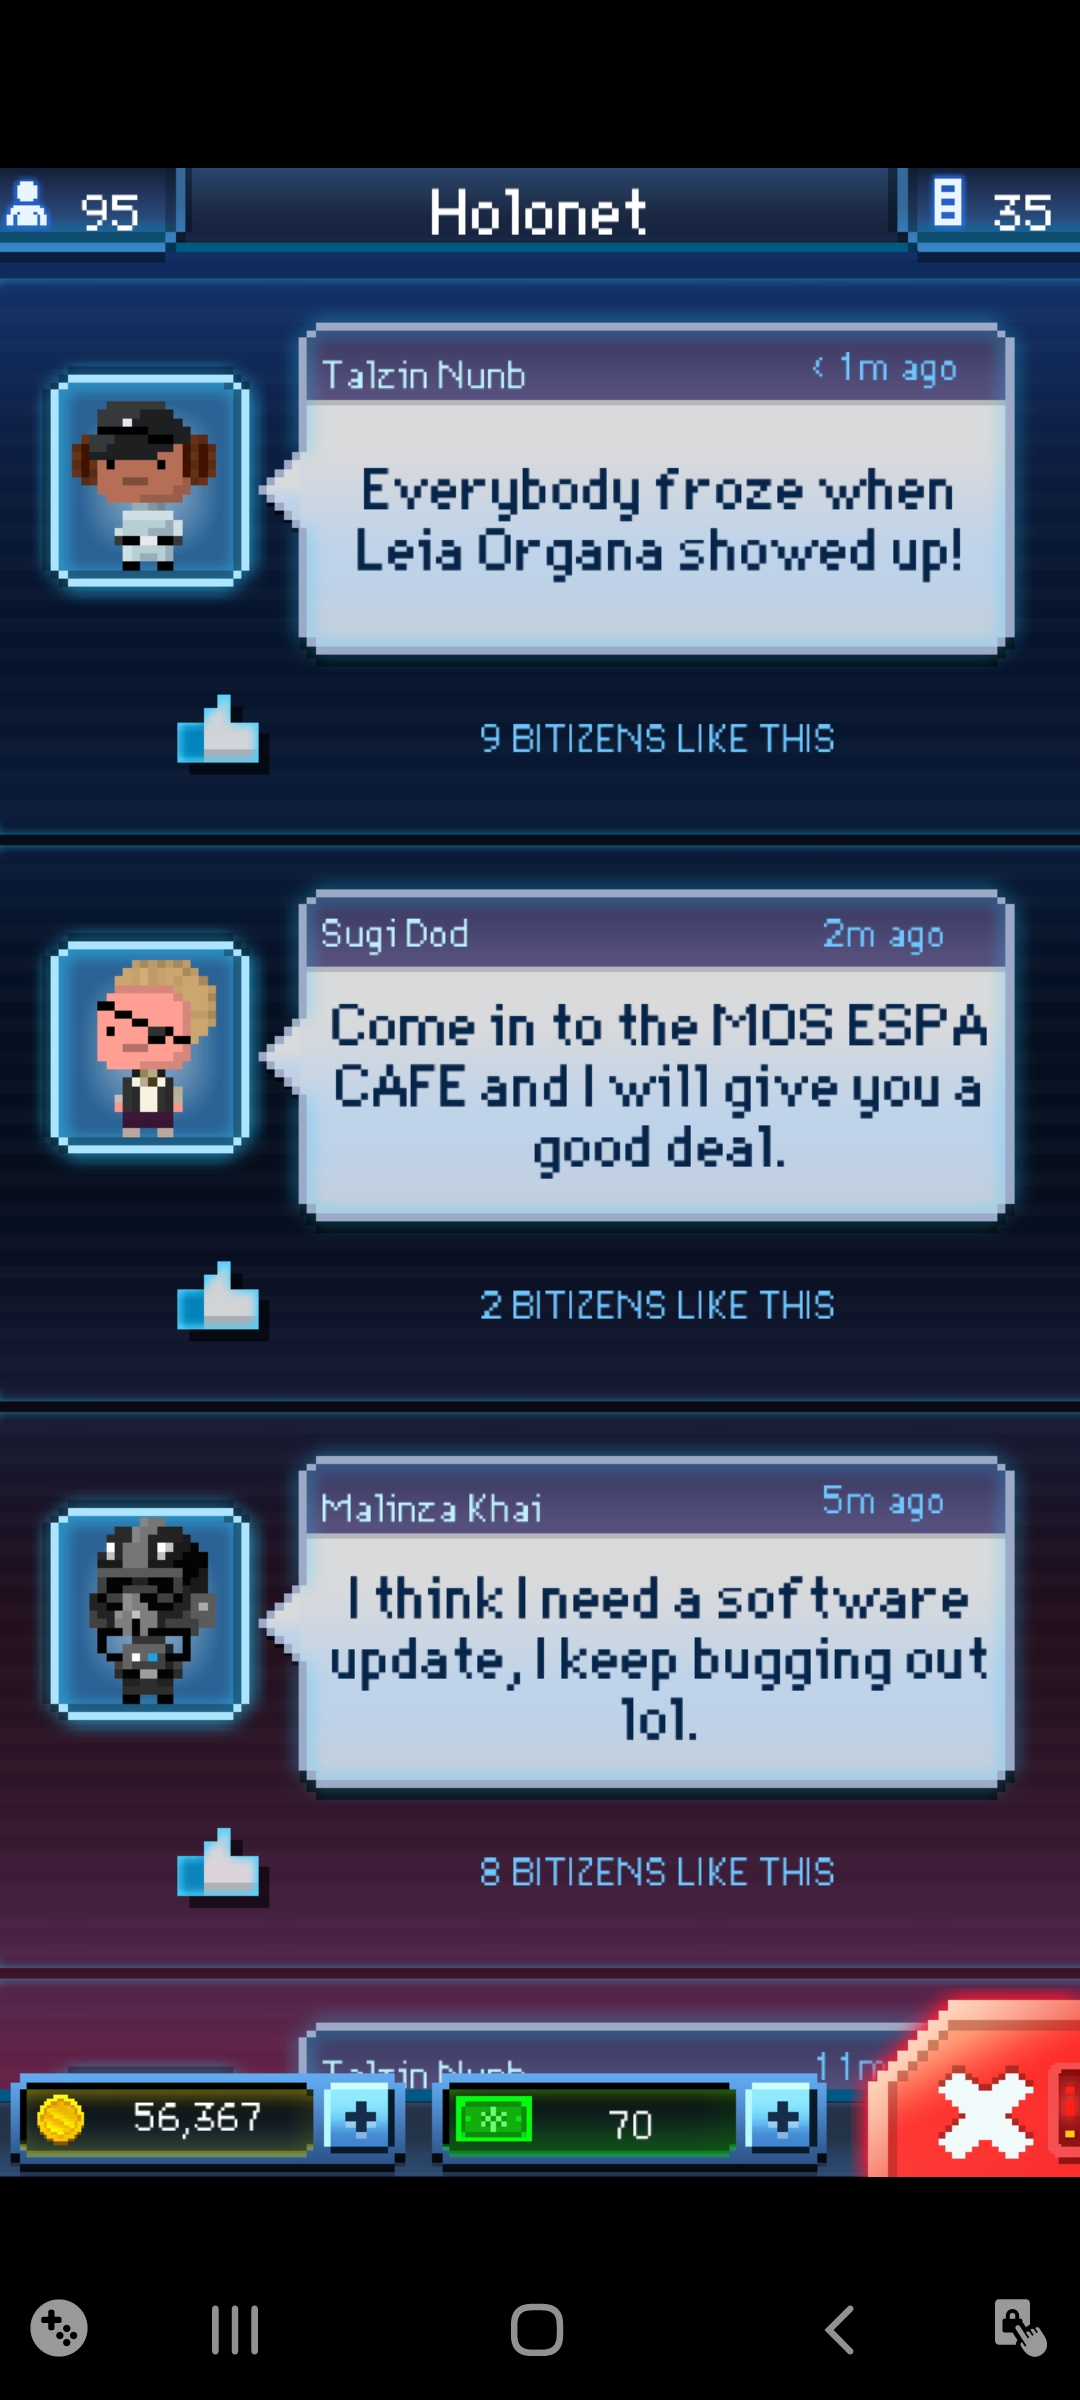 95
Holonet
35
Talzin Nunb
< 1m ago
Everybody froze when
Leia Organa showed up!
9 BITIZENS LIKE THIS
Sugi Dod
2m ago
Come in to the MOS ESPA
CAFE and I will give you a
good deal.
2 BITIZENS LIKE THIS
Malinza Khai
5m ago
I think I need a software
update, I keep bugging out
lol.
8 BITIZENS LIKE THIS
Talzin Nunb
11m
56,367
70